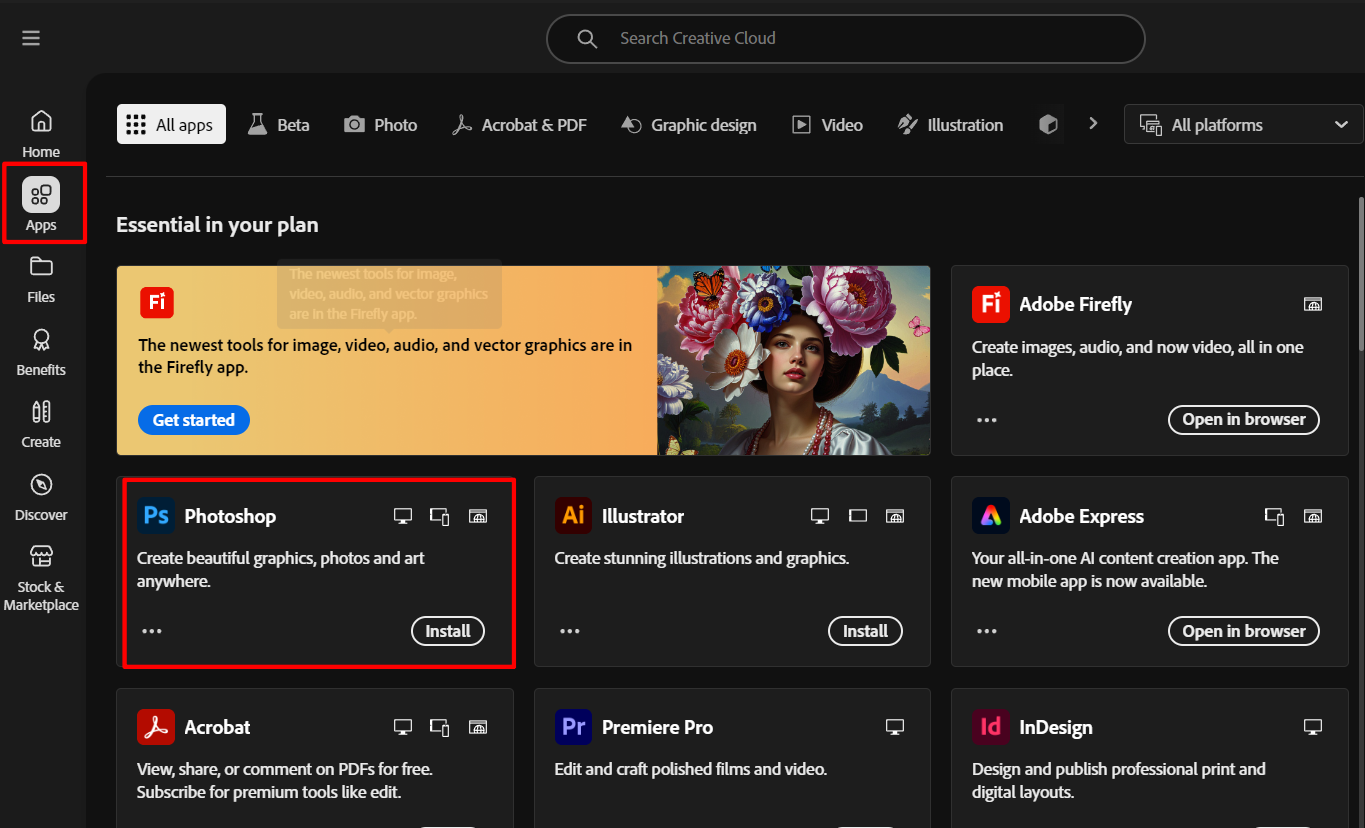 Search Creative Cloud
All apps
Beta
Photo
Acrobat & PDF
Graphic design
Video
Illustration
All platforms
Home
Apps
Files
Benefits
Create
Discover
Stock &
Marketplace
Essential in your plan
The newest tools for image,
video, audio, and vector graphics
are in the Firefly app.
Fi
The newest tools for image, video, audio, and vector graphics are in
the Firefly app.
Get started
Fi
Adobe Firefly
Create images, audio, and now video, all in one
place.
Open in browser
Ps Photoshop
Create beautiful graphics, photos and art
anywhere.
Install
Ai Illustrator
Create stunning illustrations and graphics.
Install
Adobe Express
Your all-in-one AI content creation app. The
new mobile app is now available.
Open in browser
Acrobat
View, share, or comment on PDFs for free.
Subscribe for premium tools like edit.
Pr Premiere Pro
Edit and craft polished films and video.
Id InDesign
Design and publish professional print and
digital layouts.